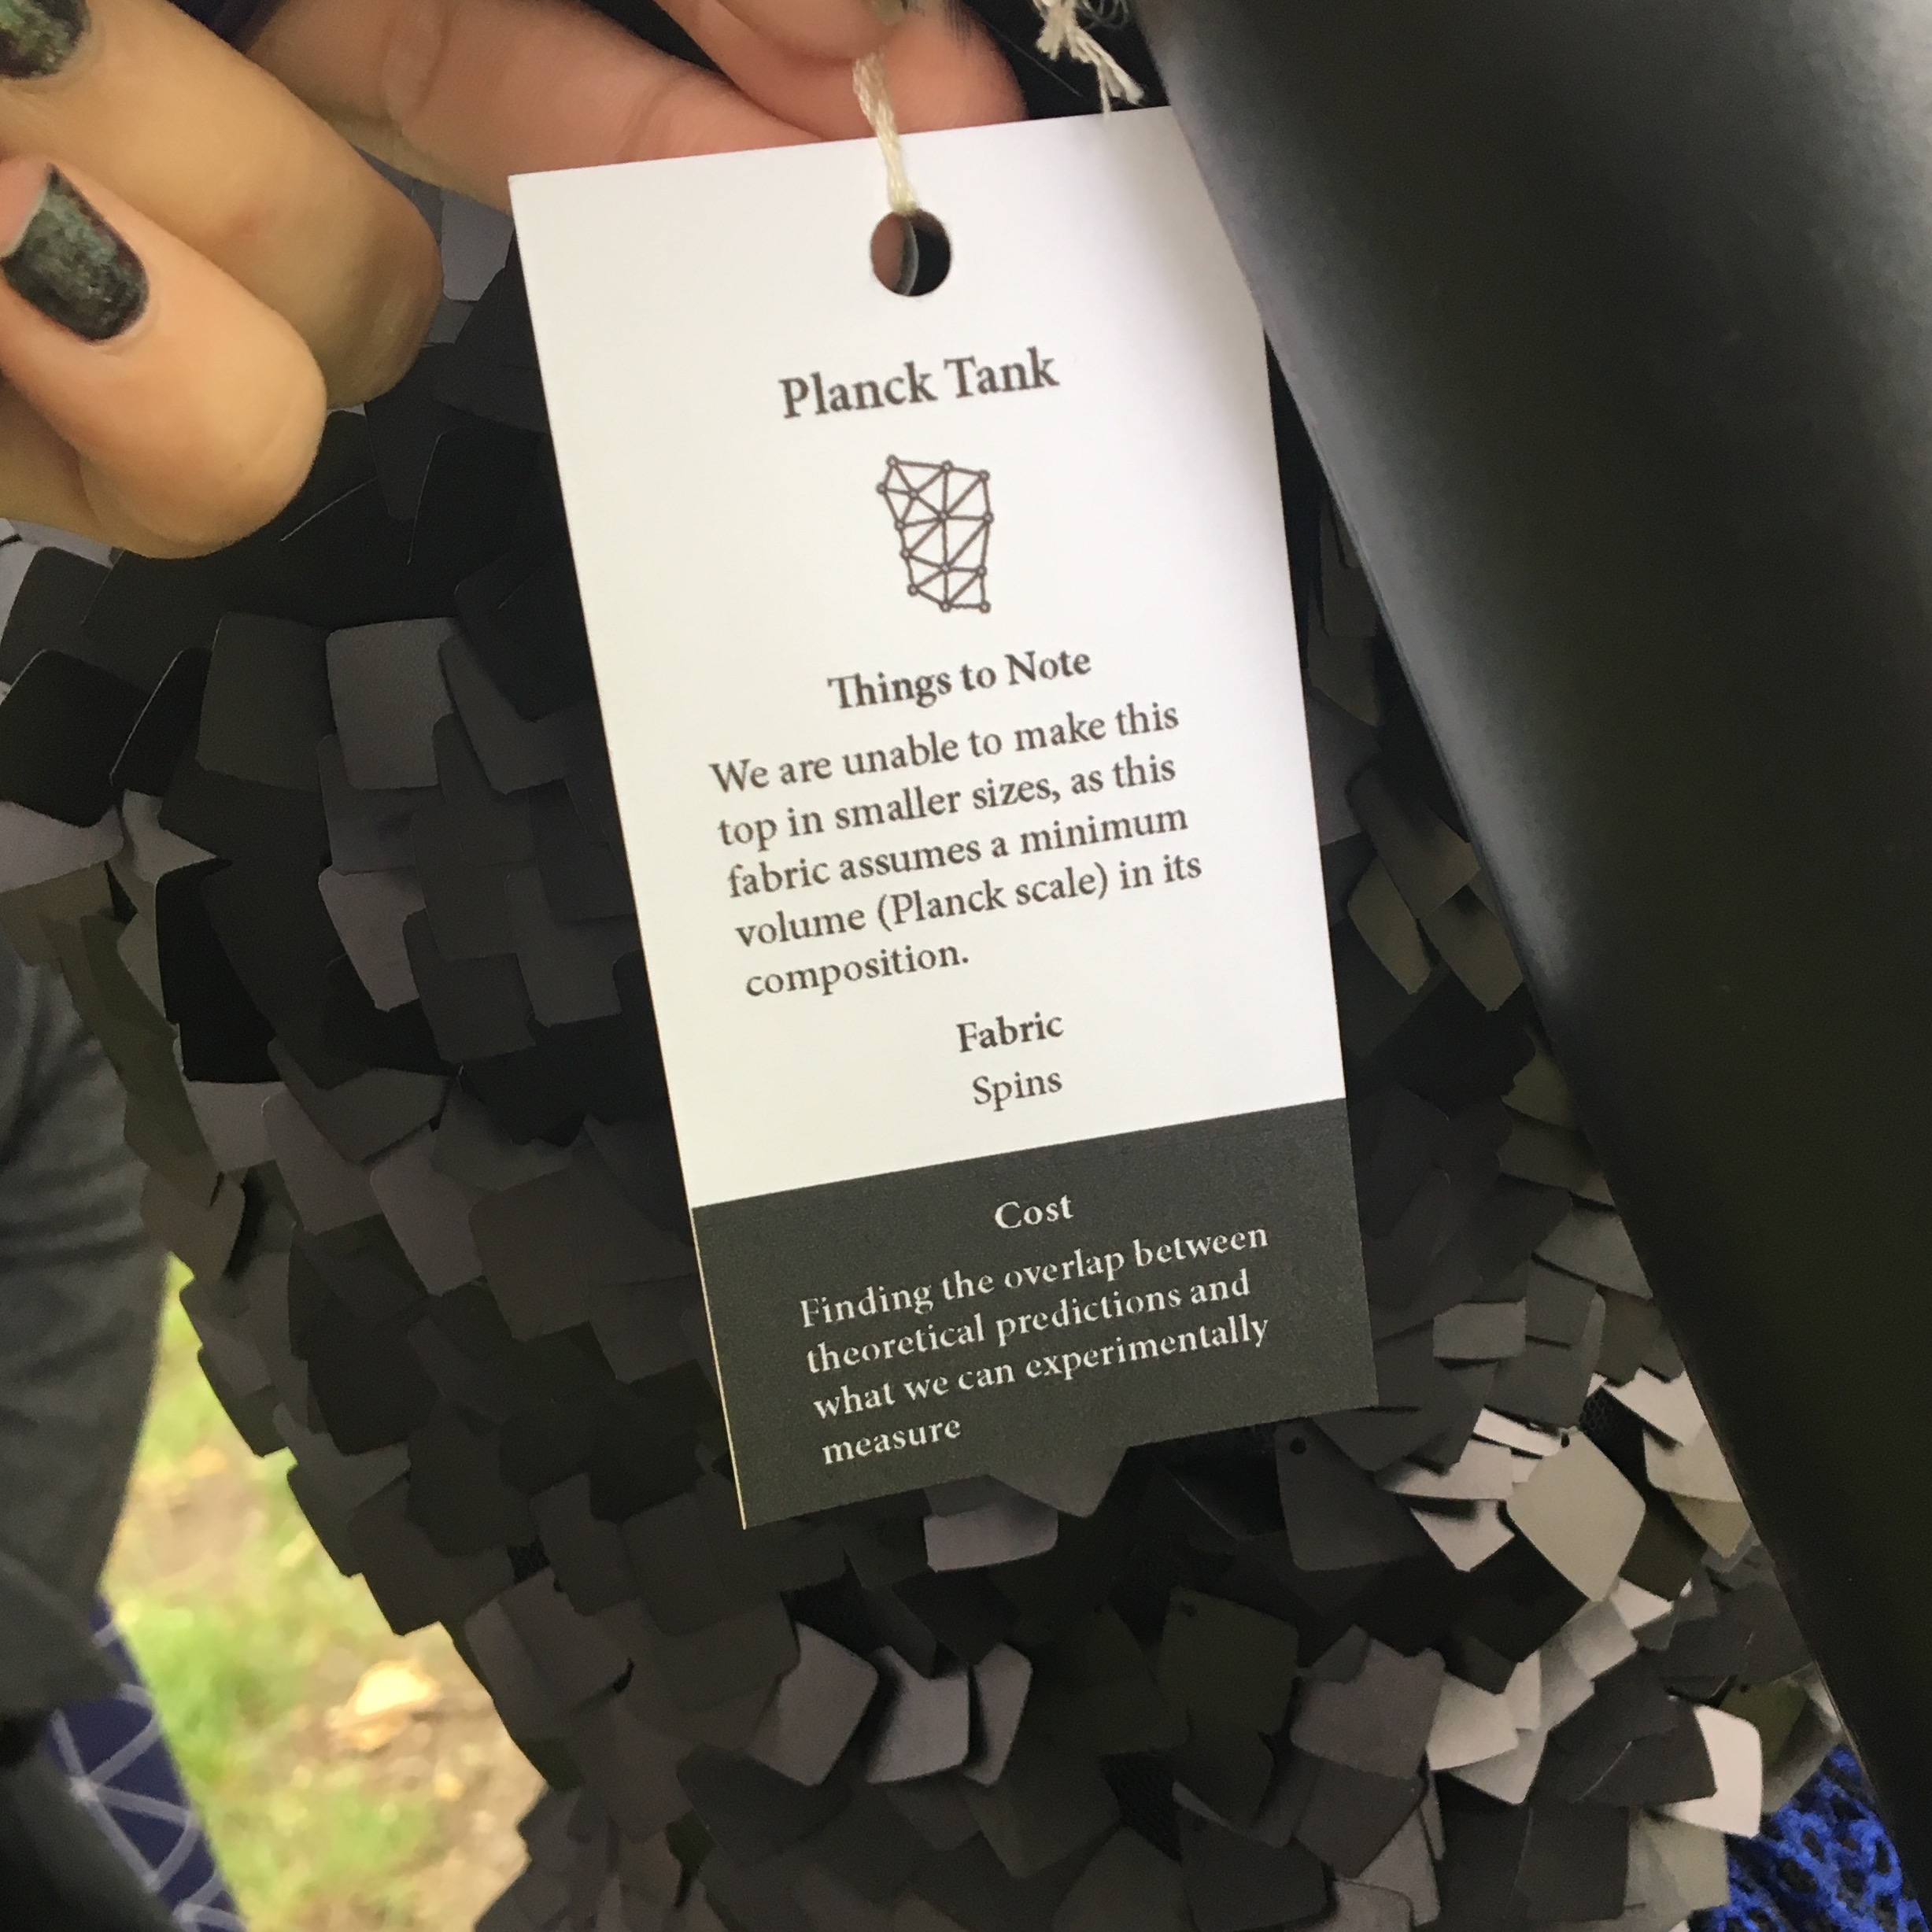 Planck Tank
Things to Note
We are unable to make this
top in smaller sizes, as this
fabric assumes a minimum
volume (Planck scale) in its
composition.
Fabric
Spins
Cost
Finding the overlap between
theoretical predictions and
what we can experimentally
measure